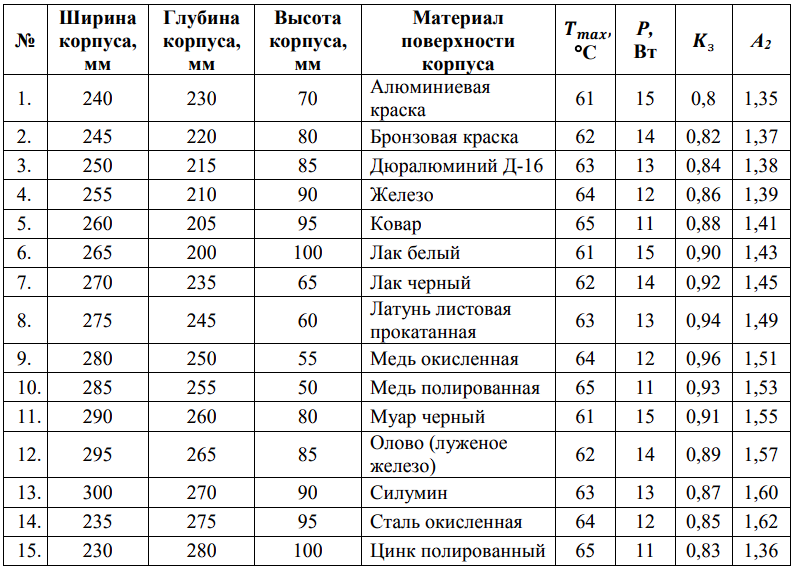 № Ширина корпуса, мм Глубина корпуса, мм Высота корпуса, мм Материал поверхности корпуса Tmax, °C P, Вт Kз A2
1. 240 230 70 Алюминиевая краска 61 15 0,8 1,35
2. 245 220 80 Бронзовая краска 62 14 0,82 1,37
3. 250 215 85 Дюралюминий Д-16 63 13 0,84 1,38
4. 255 210 90 Железо 64 12 0,86 1,39
5. 260 205 95 Ковар 65 11 0,88 1,41
6. 265 200 100 Лак белый 61 15 0,90 1,43
7. 270 235 65 Лак черный 62 14 0,92 1,45
8. 275 245 60 Латунь листовая прокатанная 63 13 0,94 1,49
9. 280 250 55 Медь окисленная 64 12 0,96 1,51
10. 285 255 50 Медь полированная 65 11 0,93 1,53
11. 290 260 80 Муар черный 61 15 0,91 1,55
12. 295 265 85 Олово (луженое железо) 62 14 0,89 1,57
13. 300 270 90 Силумин 63 13 0,87 1,60
14. 235 275 95 Сталь окисленная 64 12 0,85 1,62
15. 230 280 100 Цинк полированный 65 11 0,83 1,36